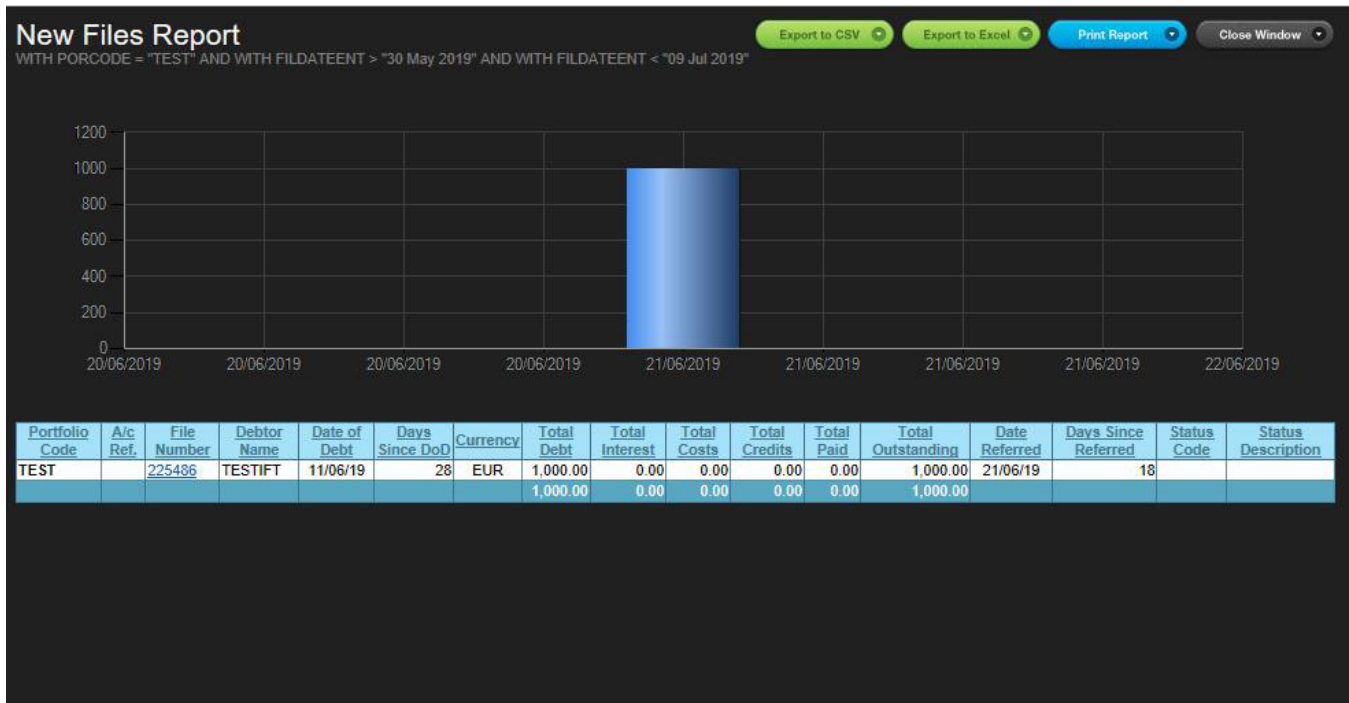 New Files Report
Export to CSV Export to Excel Print Report Close Window
WITH PORCODE = "TEST" AND WITH FILDATEENT > "30 May 2019" AND WITH FILDATEENT < "09 Jul 2019"
1200
1000
800
600
400
200
0
20/06/2019 20/06/2019 20/06/2019 20/06/2019 21/06/2019 21/06/2019 21/06/2019 21/06/2019 22/06/2019
Portfolio A/c File Debtor Date of Days Currency Total Total Total Total Total Total Date Days Since Status Status
Code Ref. Number Name Debt Since DoD Debt Interest Costs Credits Paid Outstanding Referred Referred Code Description
TEST 225486 TESTIFT 11/06/19 28 EUR 1,000.00 0.00 0.00 0.00 0.00 1,000.00 21/06/19 18
1,000.00 0.00 0.00 0.00 0.00 1,000.00